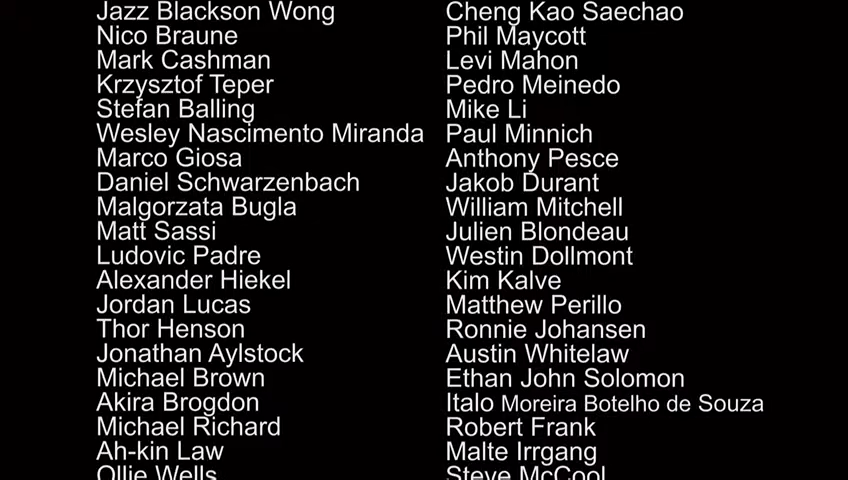 Jazz Blackson Wong
Nico Braune
Mark Cashman
Krzysztof Teper
Stefan Balling
Wesley Nascimento Miranda
Marco Giosa
Daniel Schwarzenbach
Malgorzata Bugla
Matt Sassi
Ludovic Padre
Alexander Hiekel
Jordan Lucas
Thor Henson
Jonathan Aylstock
Michael Brown
Akira Brogdon
Michael Richard
Ah-kin Law
Ollie Wells
Cheng Kao Saechao
Phil Maycott
Levi Mahon
Pedro Meinedo
Mike Li
Paul Minnich
Anthony Pesce
Jakob Durant
William Mitchell
Julien Blondeau
Westin Dollmont
Kim Kalve
Matthew Perillo
Ronnie Johansen
Austin Whitelaw
Ethan John Solomon
Italo Moreira Botelho de Souza
Robert Frank
Malte Irrgang
Steve McCool